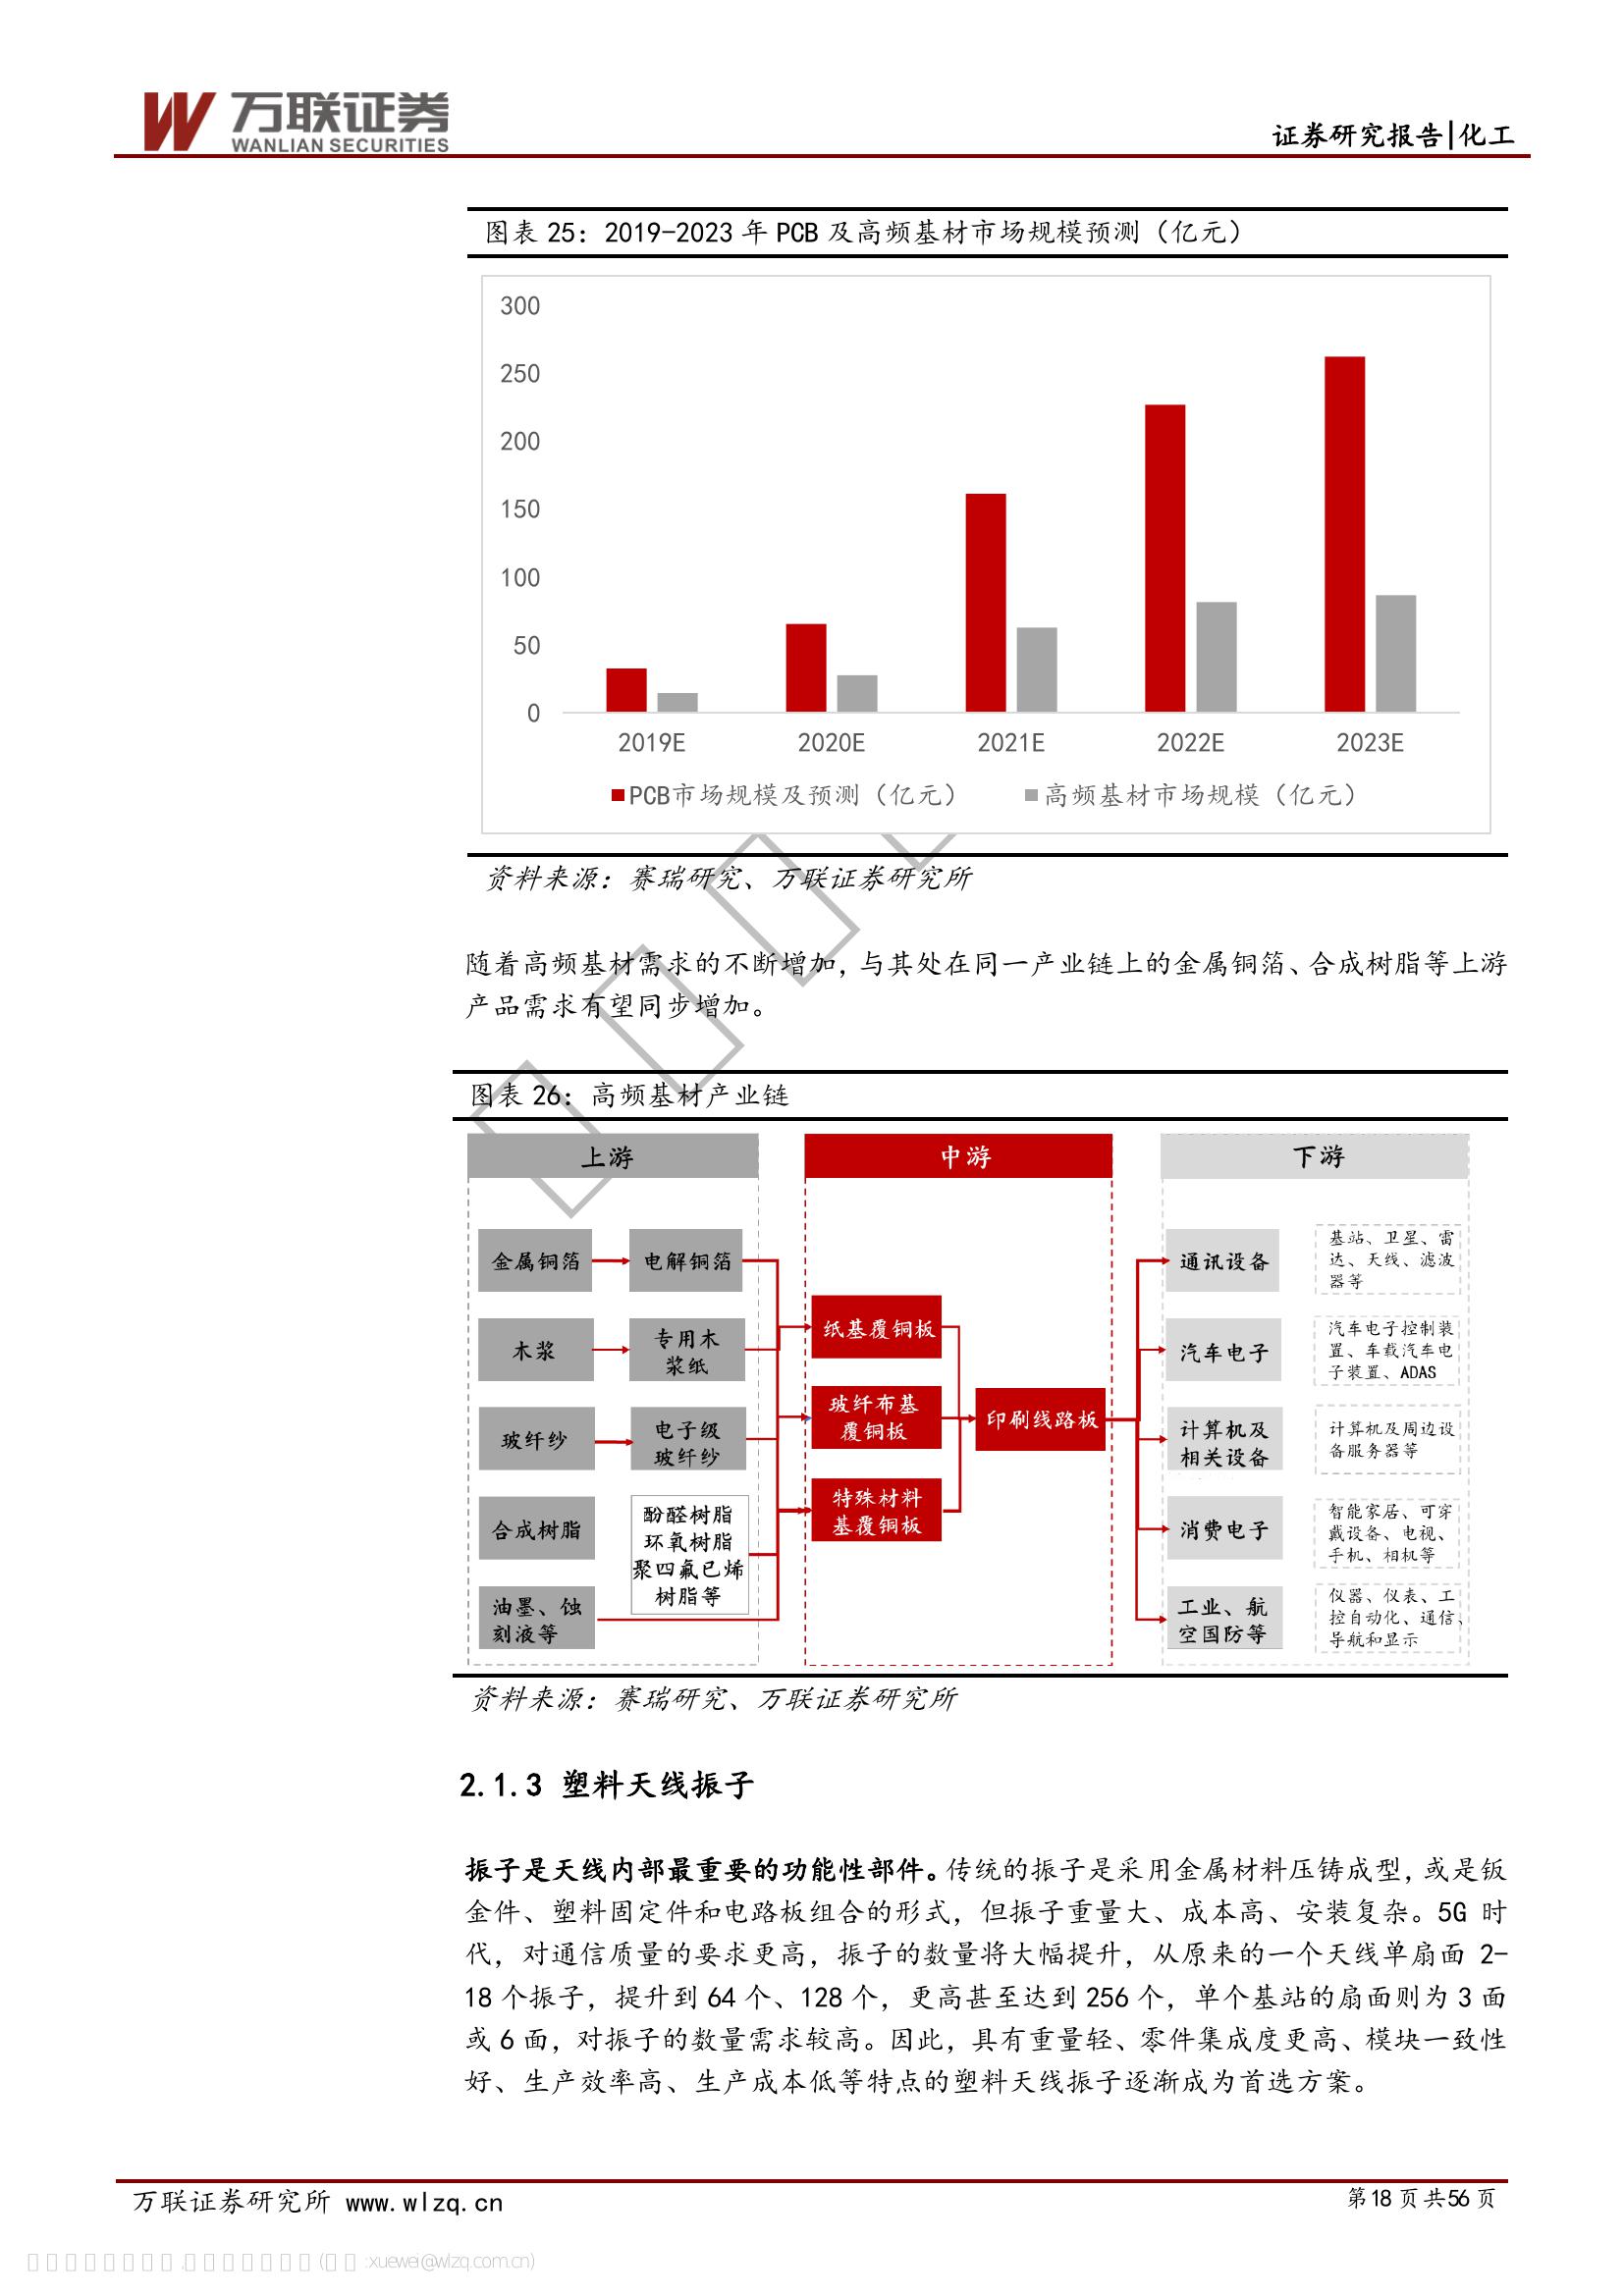 万联证券
WANLIAN SECURITIES
证券研究报告|化工
图表 25：2019-2023 年 PCB 及高频基材市场规模预测（亿元）
300
250
200
150
100
50
0
2019E 2020E 2021E 2022E 2023E
PCB市场规模及预测（亿元） 高频基材市场规模（亿元）
资料来源：赛瑞研究、万联证券研究所
随着高频基材需求的不断增加，与其处在同一产业链上的金属铜箔、合成树脂等上游
产品需求有望同步增加。
图表 26：高频基材产业链
上游
金属铜箔
电解铜箔
木浆
专用木
浆纸
玻纤纱
电子级
玻纤纱
合成树脂
酚醛树脂
环氧树脂
聚四氟已烯
树脂等
油墨、蚀
刻液等
中游
纸基覆铜板
玻纤布基
覆铜板
特殊材料
基覆铜板
印刷线路板
下游
通讯设备
基站、卫星、雷
达、天线、滤波
器等
汽车电子
汽车电子控制装
置、车载汽车电
子装置、ADAS
计算机及
相关设备
计算机及周边设
备服务器等
消费电子
智能家居、可穿
戴设备、电视、
手机、相机等
工业、航
空国防等
仪器、仪表、工
控自动化、通信、
导航和显示
资料来源：赛瑞研究、万联证券研究所
2.1.3 塑料天线振子
振子是天线内部最重要的功能性部件。传统的振子是采用金属材料压铸成型，或是钣
金件、塑料固定件和电路板组合的形式，但振子重量大、成本高、安装复杂。5G 时
代，对通信质量的要求更高，振子的数量将大幅提升，从原来的一个天线单扇面 2-
18 个振子，提升到 64 个、128 个，更高甚至达到 256 个，单个基站的扇面则为 3 面
或 6 面，对振子的数量需求较高。因此，具有重量轻、零件集成度更高、模块一致性
好、生产效率高、生产成本低等特点的塑料天线振子逐渐成为首选方案。
万联证券研究所 www.wlzq.cn
第18 页共56 页
xuewei@wlzq.com.cn)